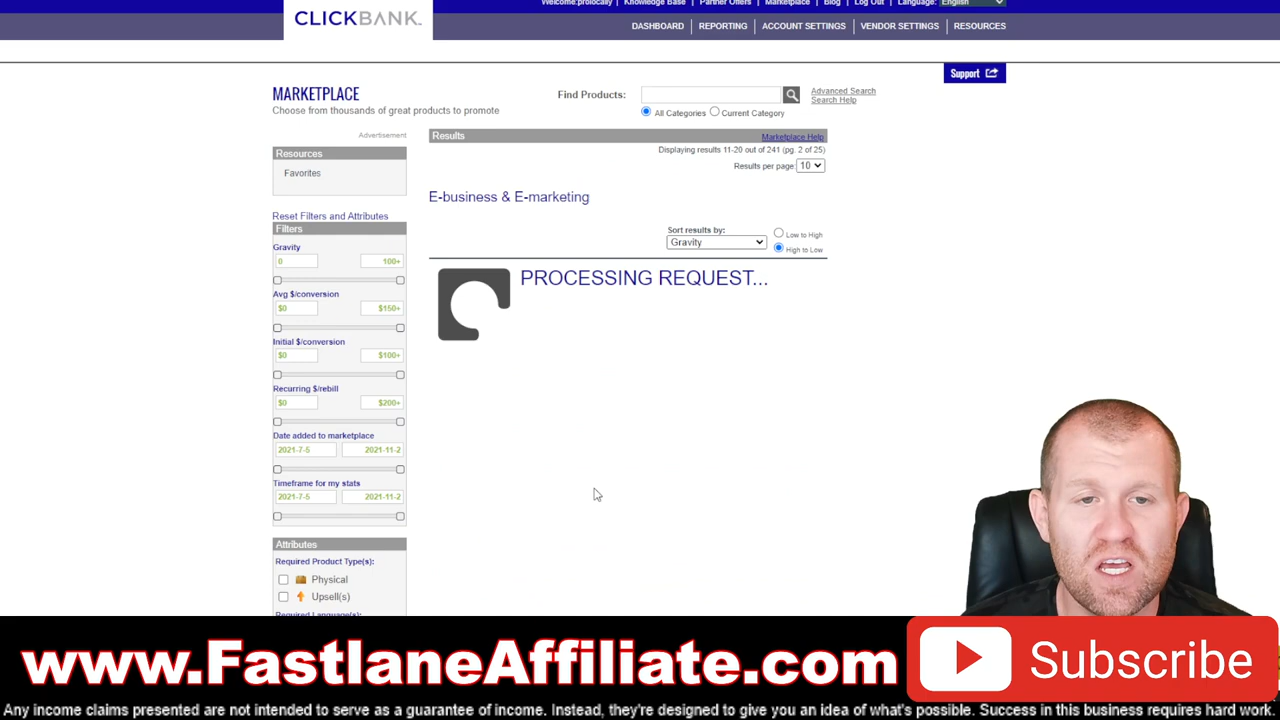 Welcome:prolocally
Knowledge Base
Partner Offers
Marketplace
Blog
Log Out
Language:
English
CLICKBANK.
DASHBOARD
REPORTING
ACCOUNT SETTINGS
VENDOR SETTINGS
RESOURCES
Support
MARKETPLACE
Choose from thousands of great products to promote
Find Products:
Advanced Search
Search Help
All Categories
Current Category
Advertisement
Results
Marketplace Help
Displaying results 11-20 out of 241 (pg. 2 of 25)
Results per page: 10
Resources
Favorites
E-business & E-marketing
Reset Filters and Attributes
Filters
Sort results by:
Gravity
Low to High
High to Low
Gravity
0 100+
PROCESSING REQUEST...
Avg $/conversion
$0 $150+
Initial $/conversion
$0 $100+
Recurring $/rebill
$0 $200+
Date added to marketplace
2021-7-5 2021-11-2
Timeframe for my stats
2021-7-5 2021-11-2
Attributes
Required Product Type(s):
Physical
Upsell(s)
Required Language(s):
www.FastlaneAffiliate.com
Subscribe
Any income claims presented are not intended to serve as a guarantee of income. Instead, they're designed to give you an idea of what's possible. Success in this business requires hard work.